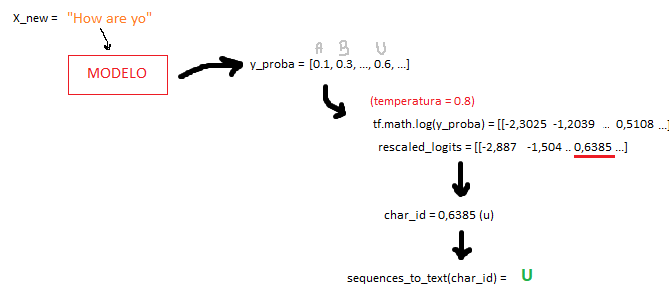 X_new = "How are yo"
MODELO
A B U
y_proba = [0.1, 0.3, ..., 0.6, ...]
(temperatura = 0.8)
tf.math.log(y_proba) = [[-2,3025 -1,2039 .. 0,5108 ...]
rescaled_logits = [[-2,887 -1,504 .. 0,6385 ...]
char_id = 0,6385 (u)
sequences_to_text(char_id) = U